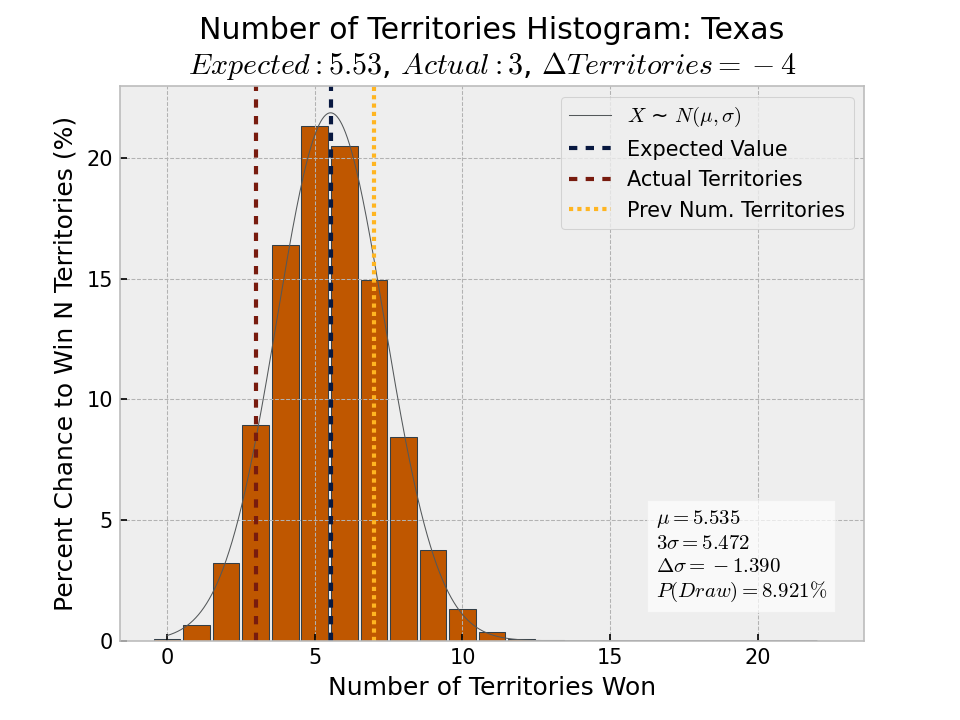 Number of Territories Histogram: Texas
Expected : 5.53, Actual : 3, ΔTerritories = −4
Percent Chance to Win N Territories (%)
20
15
10
5
0
X ~ N(μ, σ)
Expected Value
Actual Territories
Prev Num. Territories
μ = 5.535
3σ = 5.472
Δσ = −1.390
P(Draw) = 8.921%
0 5 10 15 20
Number of Territories Won